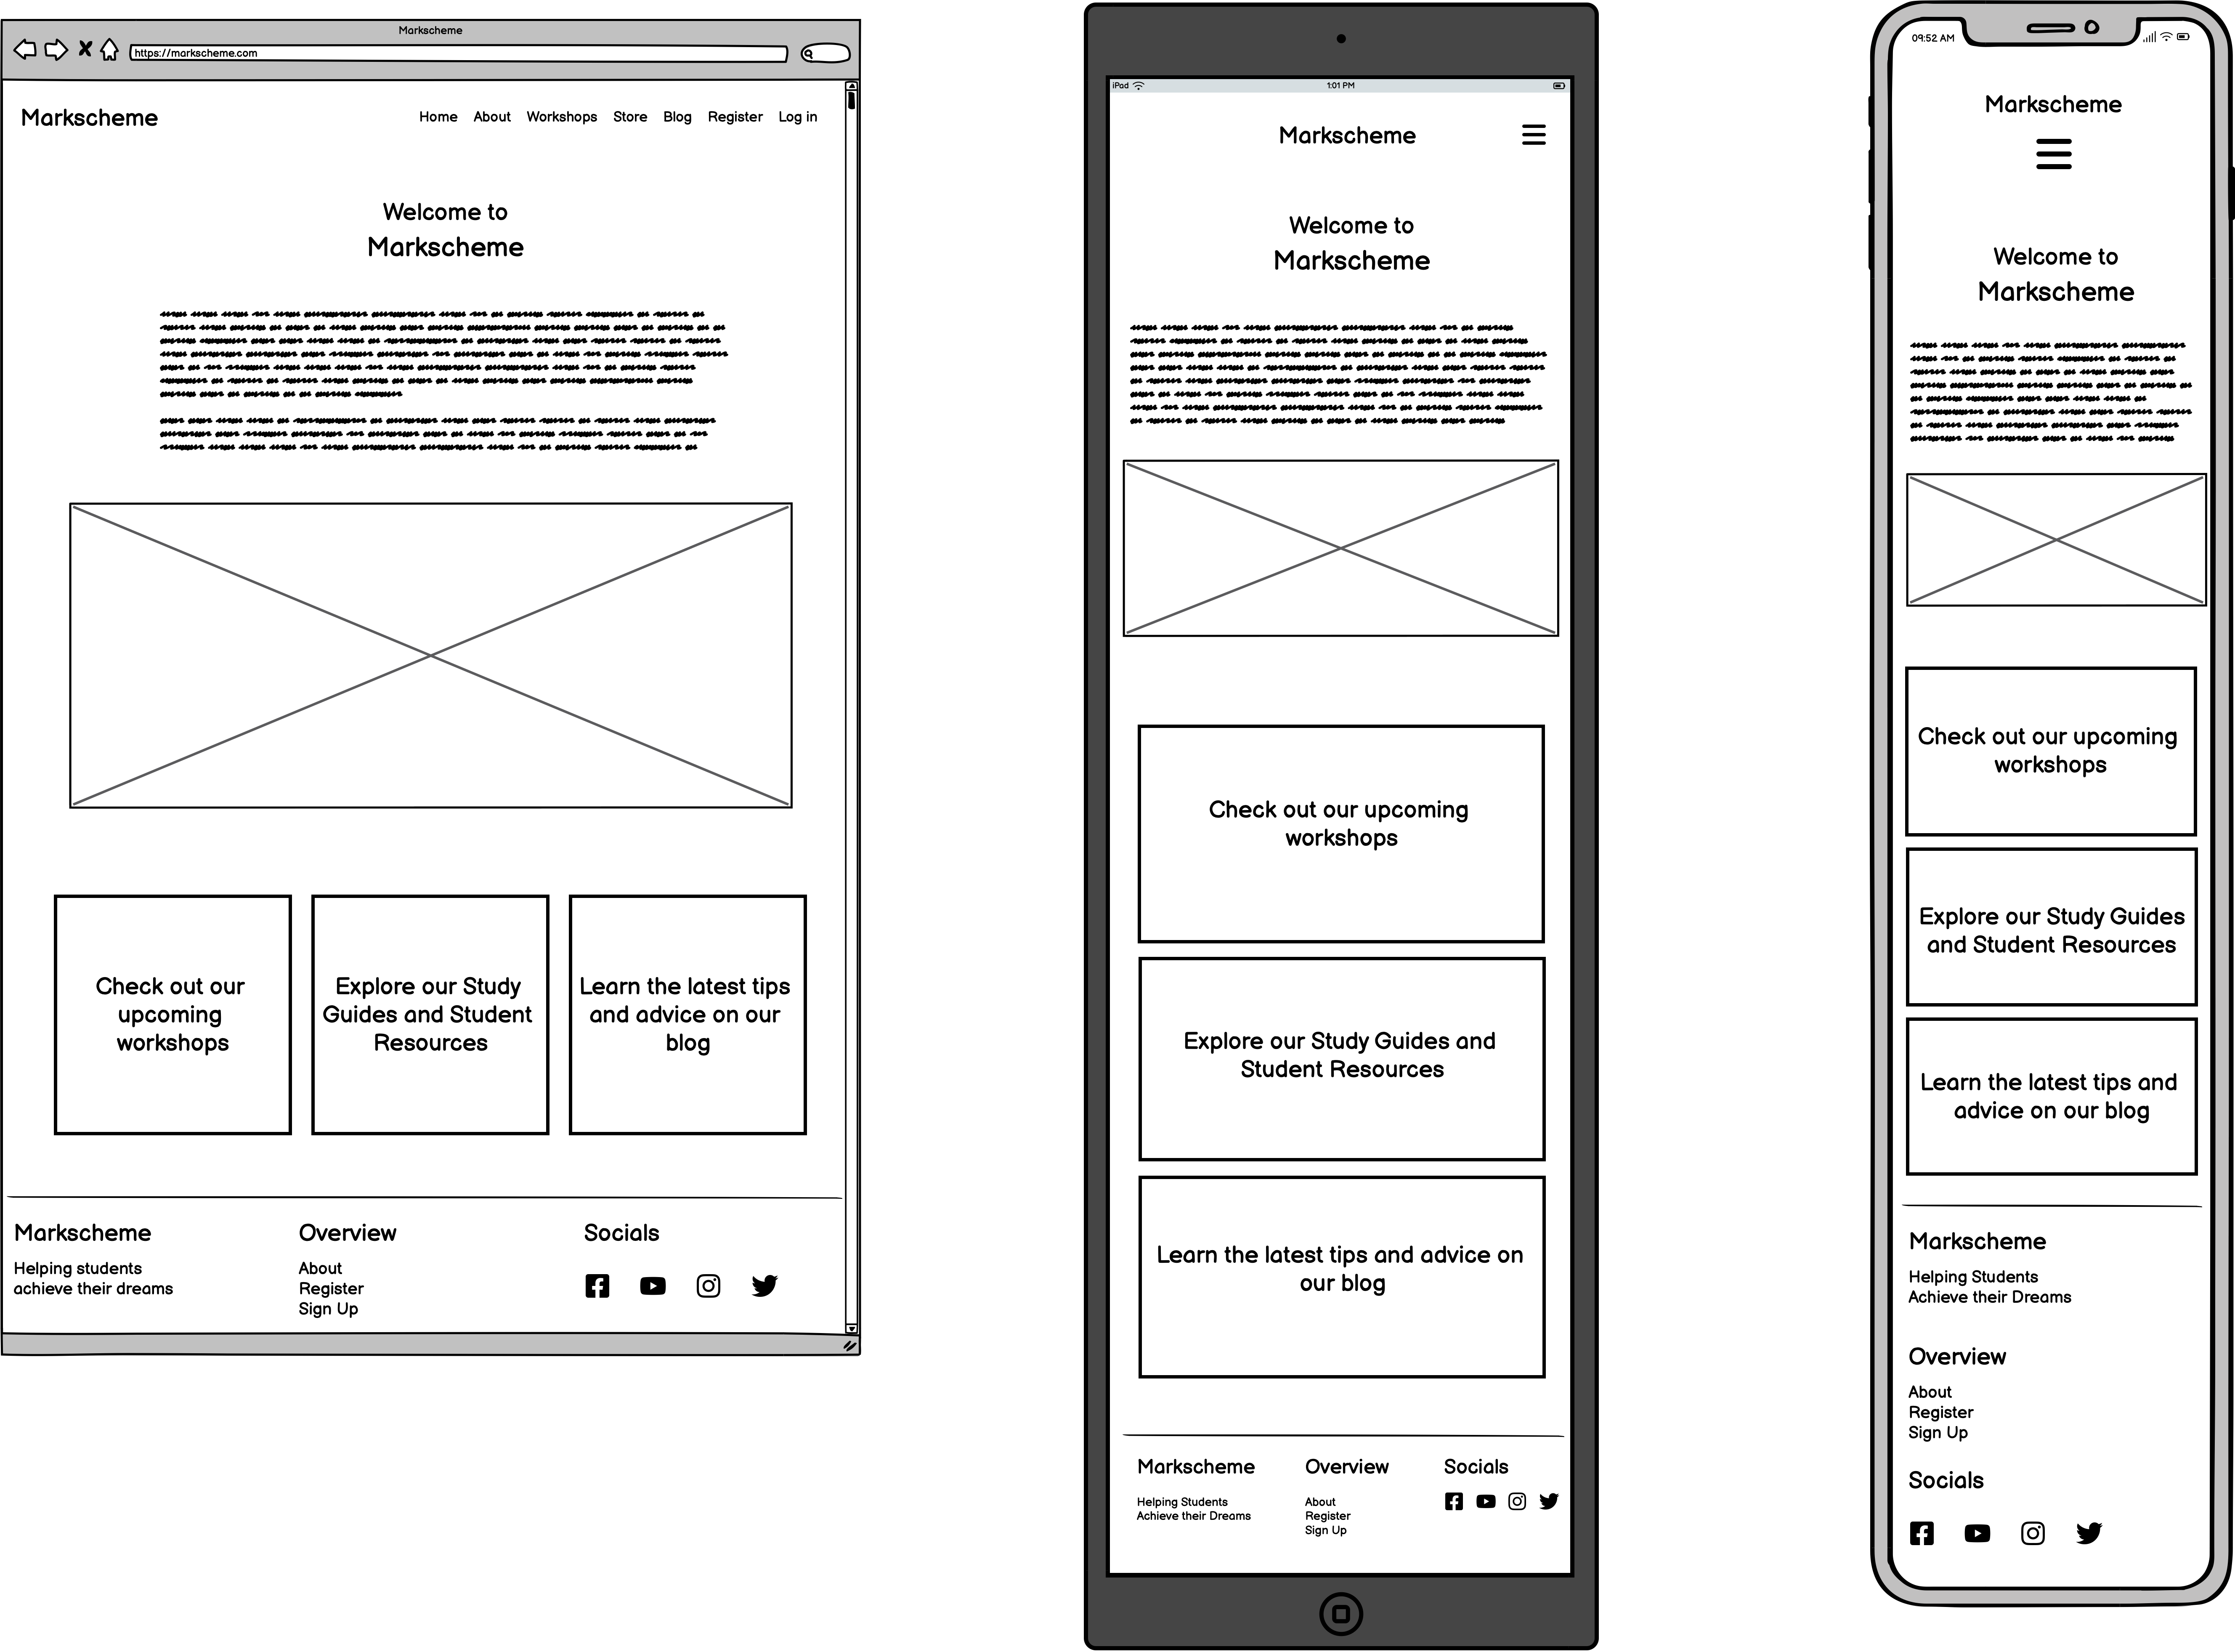 Markscheme
https://markscheme.com
Markscheme
Home About Workshops Store Blog Register Log in
Welcome to
Markscheme
Check out our
upcoming
workshops
Explore our Study
Guides and Student
Resources
Learn the latest tips
and advice on our
blog
Markscheme
Helping students
achieve their dreams
Overview
About
Register
Sign Up
Socials
iPad
1:01 PM
Markscheme
Welcome to
Markscheme
Check out our upcoming
workshops
Explore our Study Guides and
Student Resources
Learn the latest tips and advice on
our blog
Markscheme
Helping Students
Achieve their Dreams
Overview
About
Register
Sign Up
Socials
09:52 AM
Markscheme
Welcome to
Markscheme
Check out our upcoming
workshops
Explore our Study Guides
and Student Resources
Learn the latest tips and
advice on our blog
Markscheme
Helping Students
Achieve their Dreams
Overview
About
Register
Sign Up
Socials